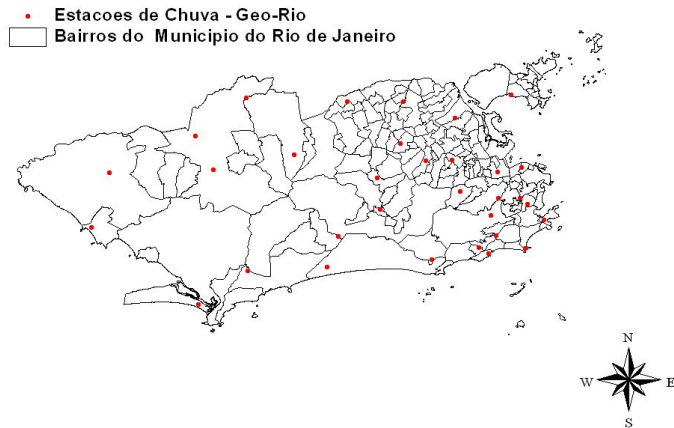 Estacoes de Chuva - Geo-Rio
Bairros do Municipio do Rio de Janeiro
N
W E
S